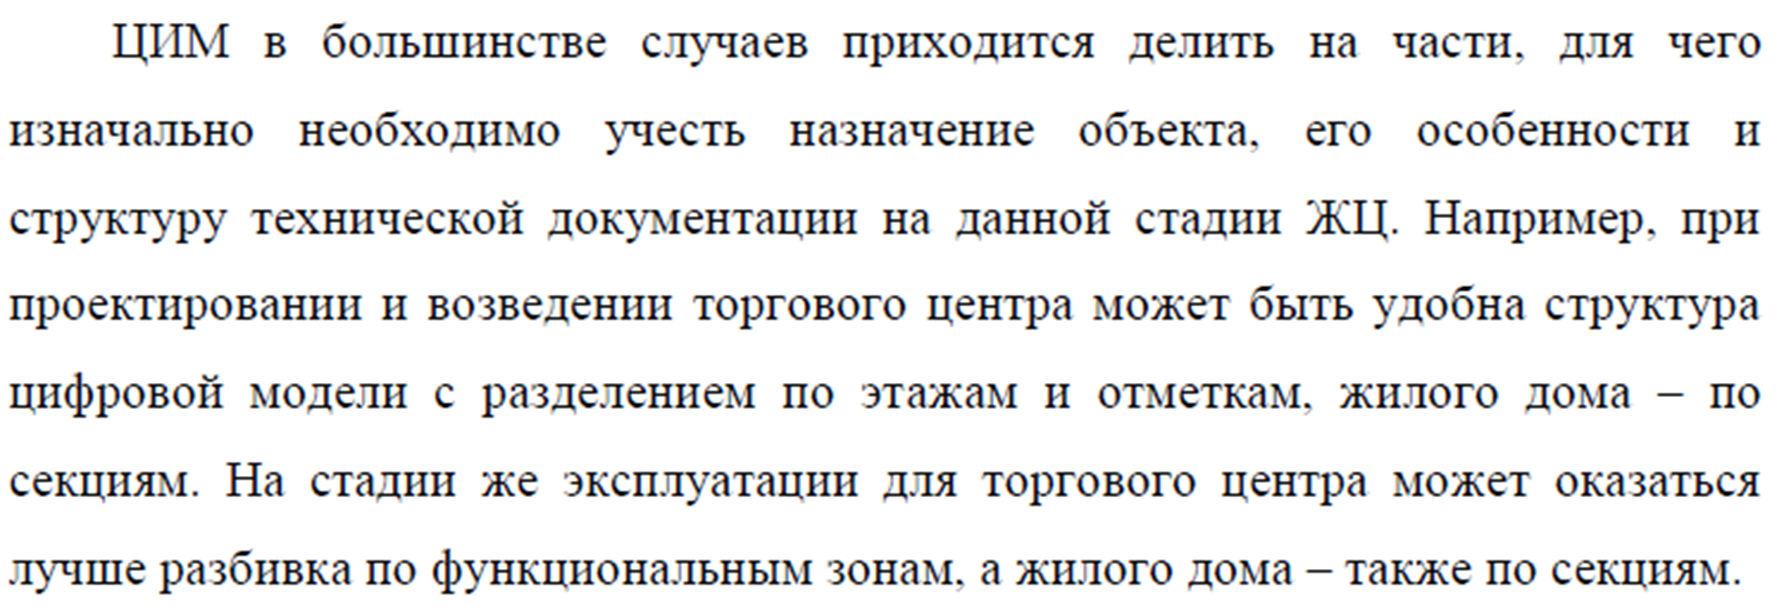 ЦИМ в большинстве случаев приходится делить на части, для чего
изначально необходимо учесть назначение объекта, его особенности и
структуру технической документации на данной стадии ЖЦ. Например, при
проектировании и возведении торгового центра может быть удобна структура
цифровой модели с разделением по этажам и отметкам, жилого дома – по
секциям. На стадии же эксплуатации для торгового центра может оказаться
лучше разбивка по функциональным зонам, а жилого дома – также по секциям.